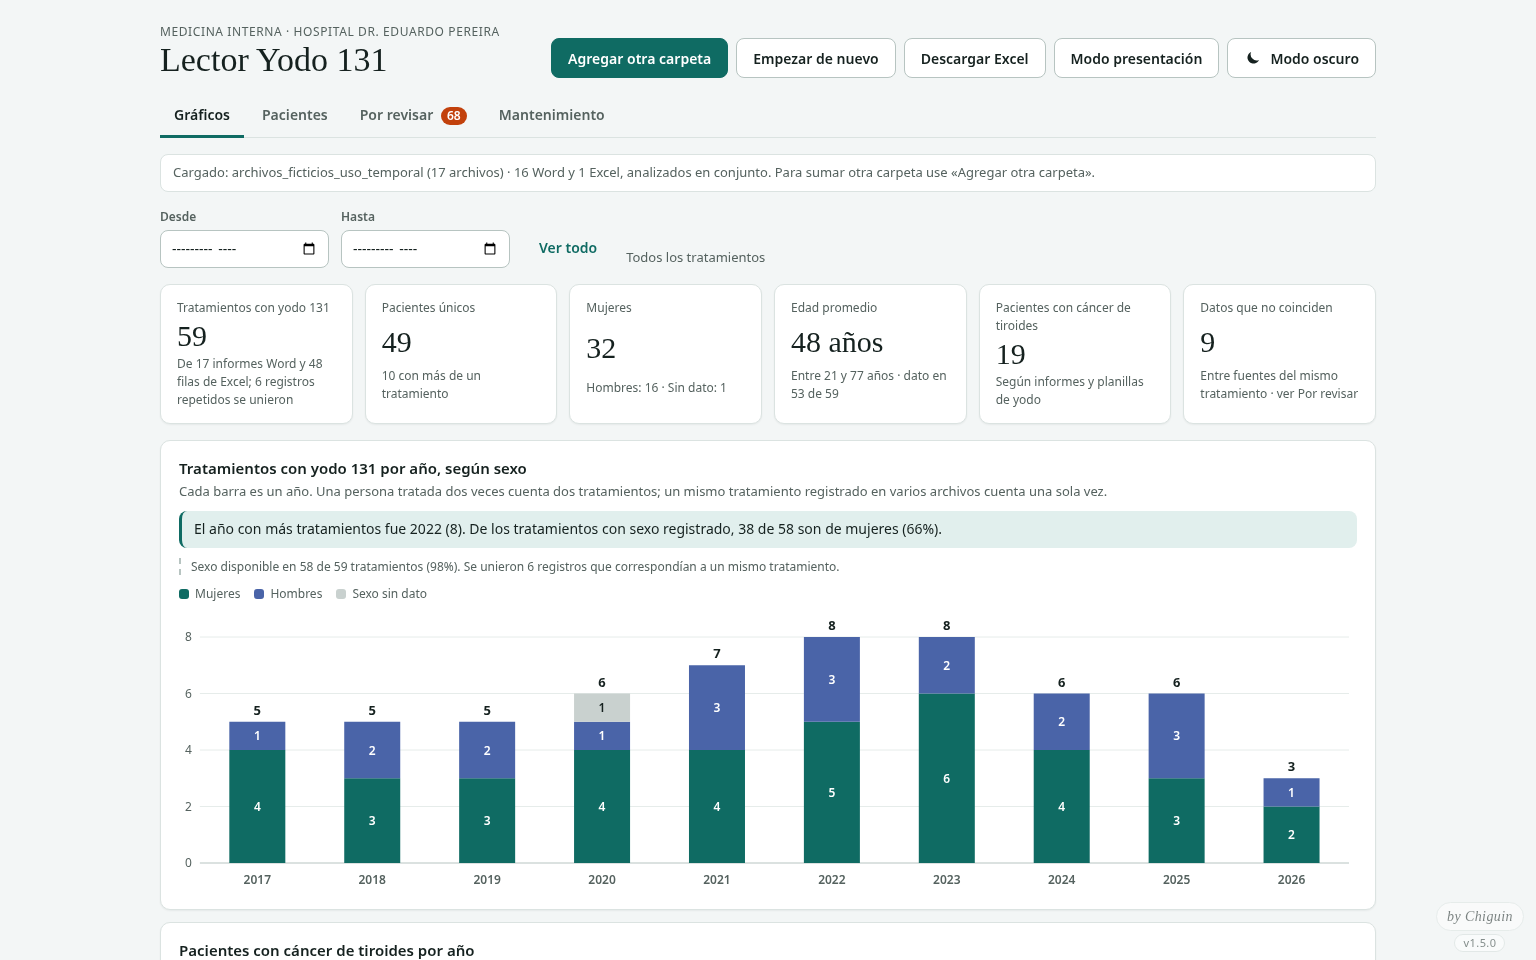 MEDICINA INTERNA · HOSPITAL DR. EDUARDO PEREIRA
Lector Yodo 131
Agregar otra carpeta
Empezar de nuevo
Descargar Excel
Modo presentación
Modo oscuro
Gráficos
Pacientes
Por revisar 68
Mantenimiento
Cargado: archivos_ficticios_uso_temporal (17 archivos) · 16 Word y 1 Excel, analizados en conjunto. Para sumar otra carpeta use «Agregar otra carpeta».
Desde
Hasta
--------- ----
--------- ----
Ver todo
Todos los tratamientos
Tratamientos con yodo 131
59
De 17 informes Word y 48
filas de Excel; 6 registros
repetidos se unieron
Pacientes únicos
49
10 con más de un
tratamiento
Mujeres
32
Hombres: 16 · Sin dato: 1
Edad promedio
48 años
Entre 21 y 77 años · dato en
53 de 59
Pacientes con cáncer de
tiroides
19
Según informes y planillas
de yodo
Datos que no coinciden
9
Entre fuentes del mismo
tratamiento · ver Por revisar
Tratamientos con yodo 131 por año, según sexo
Cada barra es un año. Una persona tratada dos veces cuenta dos tratamientos; un mismo tratamiento registrado en varios archivos cuenta una sola vez.
El año con más tratamientos fue 2022 (8). De los tratamientos con sexo registrado, 38 de 58 son de mujeres (66%).
Sexo disponible en 58 de 59 tratamientos (98%). Se unieron 6 registros que correspondían a un mismo tratamiento.
Mujeres
Hombres
Sexo sin dato
8
6
4
2
0
5
1
4
5
2
3
5
2
3
6
1
1
4
7
3
4
8
3
5
8
2
6
6
2
4
6
3
3
3
1
2
2017
2018
2019
2020
2021
2022
2023
2024
2025
2026
Pacientes con cáncer de tiroides por año
by Chiguin
v1.5.0